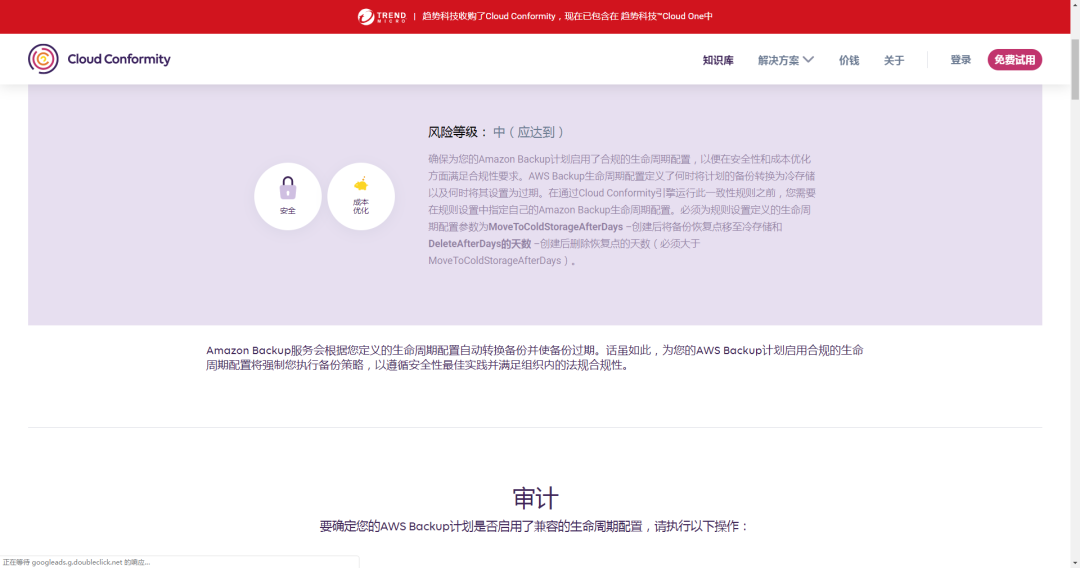 TREND MICRO | 趋势科技收购了Cloud Conformity，现在已包含在 趋势科技™Cloud One中
Cloud Conformity 知识库 解决方案 价钱 关于 登录 免费试用
风险等级： 中（应达到）
确保为您的Amazon Backup计划启用了合规的生命周期配置，以便在安全性和成本优化
方面满足合规性要求。AWS Backup生命周期配置定义了何时将计划的备份转换为冷存储
以及何时将其设置为过期。在通过Cloud Conformity引擎运行此一致性规则之前，您需要
在规则设置中指定自己的Amazon Backup生命周期配置。必须为规则设置定义的生命周
期配置参数为MoveToColdStorageAfterDays –创建后将备份恢复点移至冷存储和
DeleteAfterDays的天数 –创建后删除恢复点的天数（必须大于
MoveToColdStorageAfterDays）。
安全
成本
优化
Amazon Backup服务会根据您定义的生命周期配置自动转换备份并使备份过期。话虽如此，为您的AWS Backup计划启用合规的生命
周期配置将强制您执行备份策略，以遵循安全性最佳实践并满足组织内的法规合规性。
审计
要确定您的AWS Backup计划是否启用了兼容的生命周期配置，请执行以下操作：
正在等待 googleads.g.doubleclick.net 的响应...